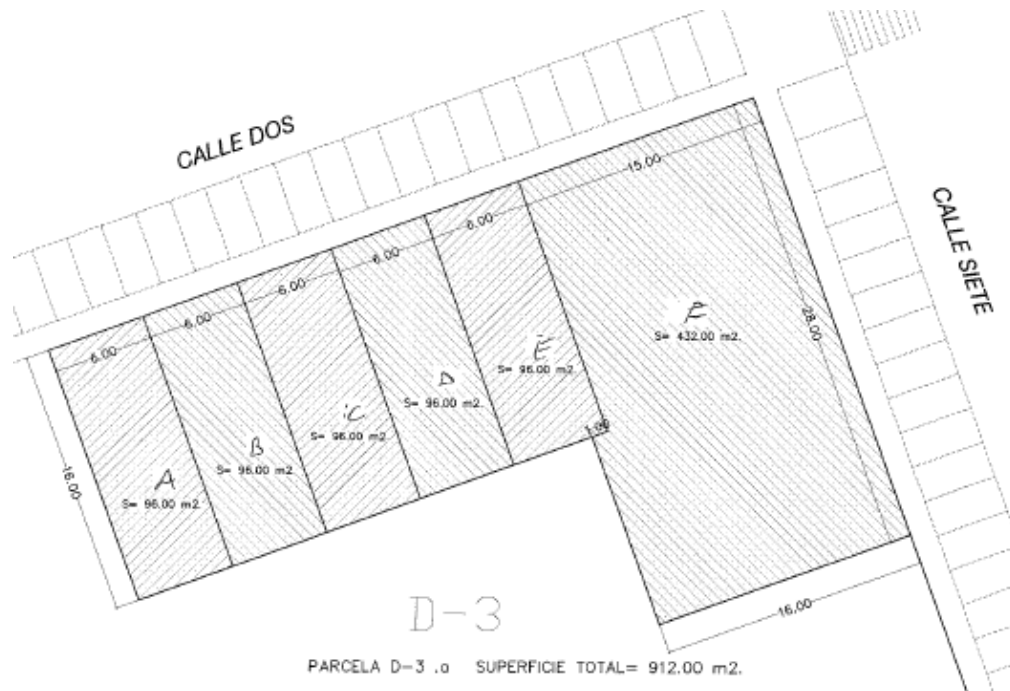 CALLE DOS
CALLE SIETE
15.00
6.00
6.00
6.00
6.00
6.00
28.00
S= 432.00 m2.
E
S= 96.00 m2.
D
S= 96.00 m2.
C
S= 96.00 m2
B
S= 96.00 m2
A
S= 96.00 m2
1.00
16.00
16.00
D-3
PARCELA D-3 .a SUPERFICIE TOTAL= 912.00 m2.